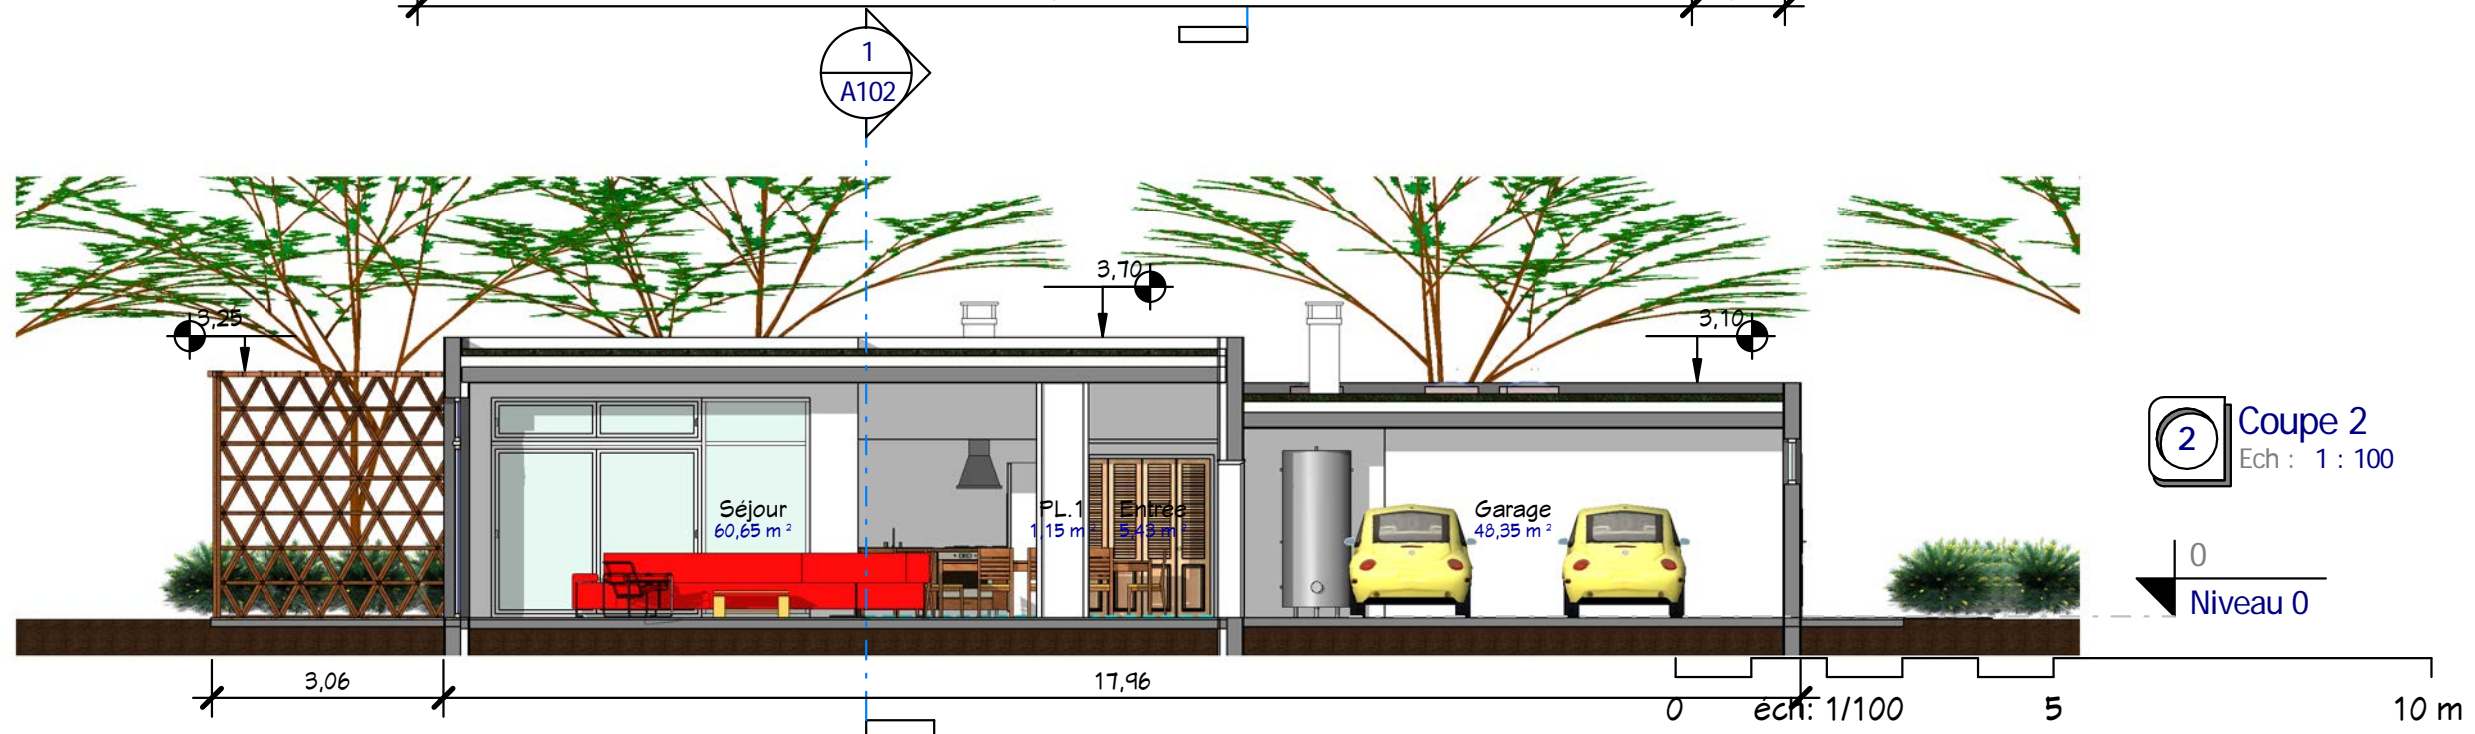 1
A102
3,70
3,25
3,10
2
Coupe 2
Ech : 1 : 100
Séjour
60,65 m²
PL.1
1,15 m²
Entrée
5,43 m²
Garage
48,35 m²
0
Niveau 0
3,06
17,96
0 éch: 1/100 5 10 m